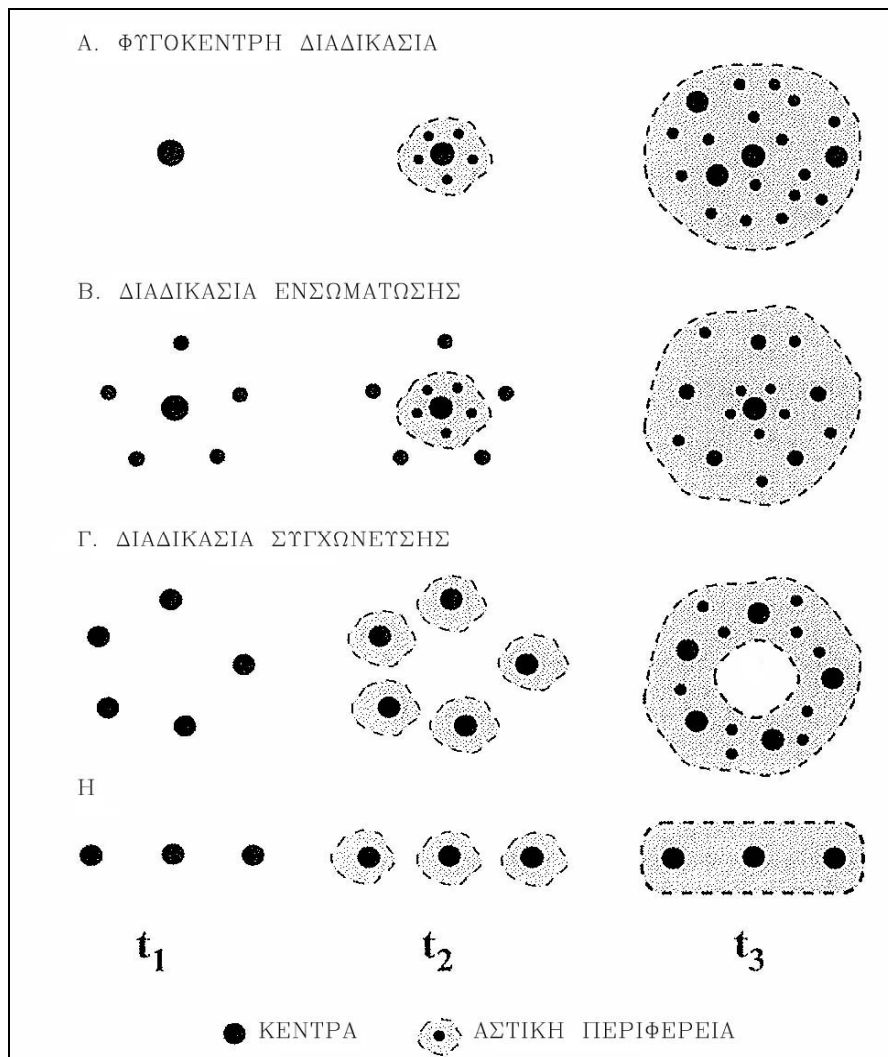 Α. ΦΥΓΟΚΕΝΤΡΗ ΔΙΑΔΙΚΑΣΙΑ
Β. ΔΙΑΔΙΚΑΣΙΑ ΕΝΣΩΜΑΤΩΣΗΣ
Γ. ΔΙΑΔΙΚΑΣΙΑ ΣΥΓΧΩΝΕΥΣΗΣ
Η
t₁ t₂ t₃
ΚΕΝΤΡΑ ΑΣΤΙΚΗ ΠΕΡΙΦΕΡΕΙΑ